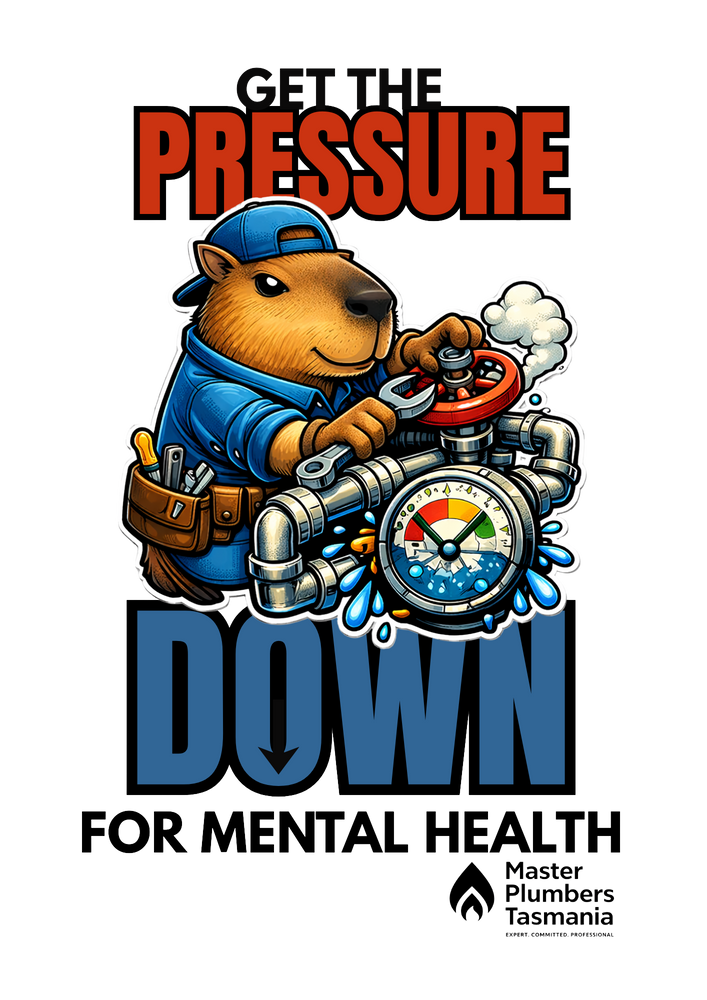 GET THE
PRESSURE
DOWN
FOR MENTAL HEALTH
Master
Plumbers
Tasmania
EXPERT. COMMITTED. PROFESSIONAL